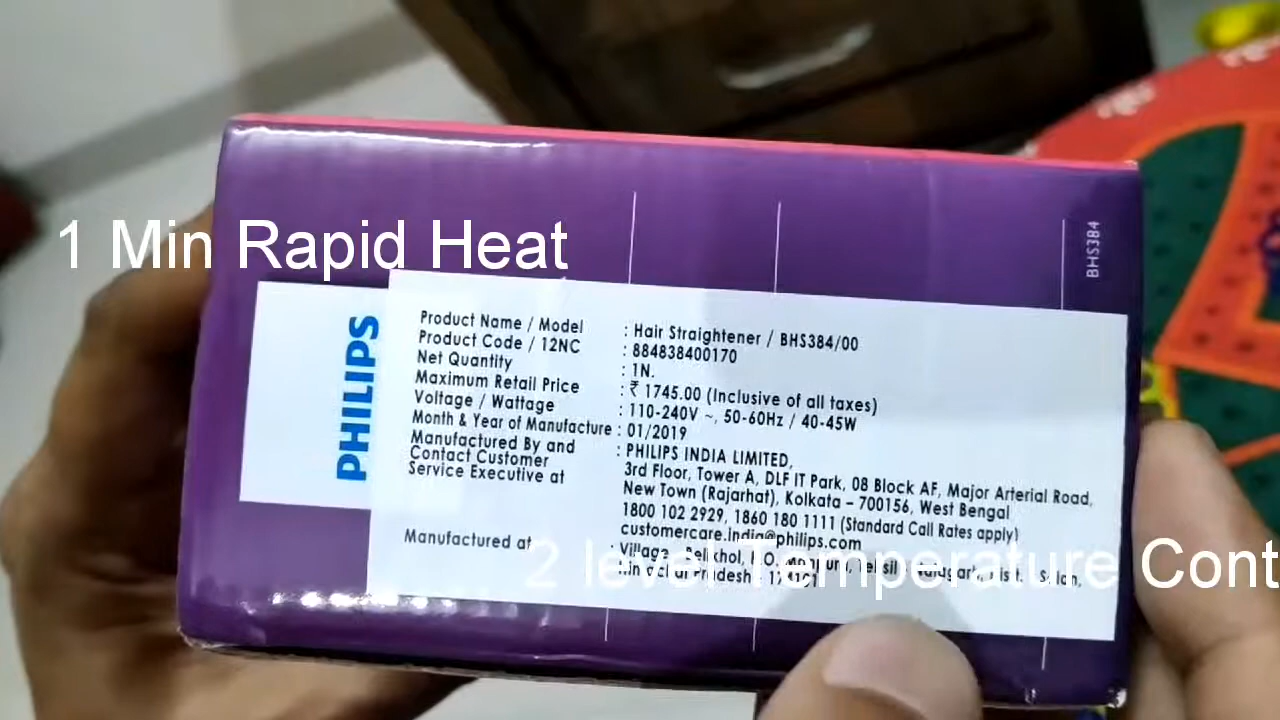 1 Min Rapid Heat
BHS384
PHILIPS
Product Name / Model : Hair Straightener / BHS384/00
Product Code / 12NC : 884838400170
Net Quantity : 1N.
Maximum Retail Price : ₹ 1745.00 (Inclusive of all taxes)
Voltage / Wattage : 110-240V ~, 50-60Hz / 40-45W
Month & Year of Manufacture : 01/2019
Manufactured By and : PHILIPS INDIA LIMITED,
Contact Customer 3rd Floor, Tower A, DLF IT Park, 08 Block AF, Major Arterial Road,
Service Executive at New Town (Rajarhat), Kolkata – 700156, West Bengal
1800 102 2929, 1860 180 1111 (Standard Call Rates apply)
customercare.india@philips.com
Manufactured at : Village
2 level Temperature Cont